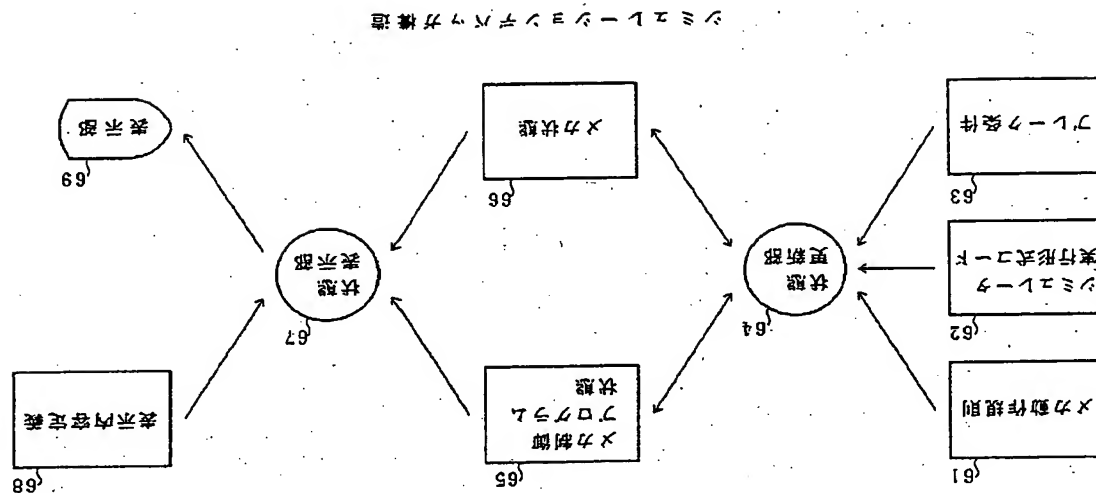 61
メカ動作規則
65
メカ制御
プログラム
状態
68
表示内容定義
62
シミュレータ
実行形式コード
64
状態
更新部
67
状態
表示部
63
ブレーク条件
66
メカ状態
69
表示部
シミュレーションデバッガ構造